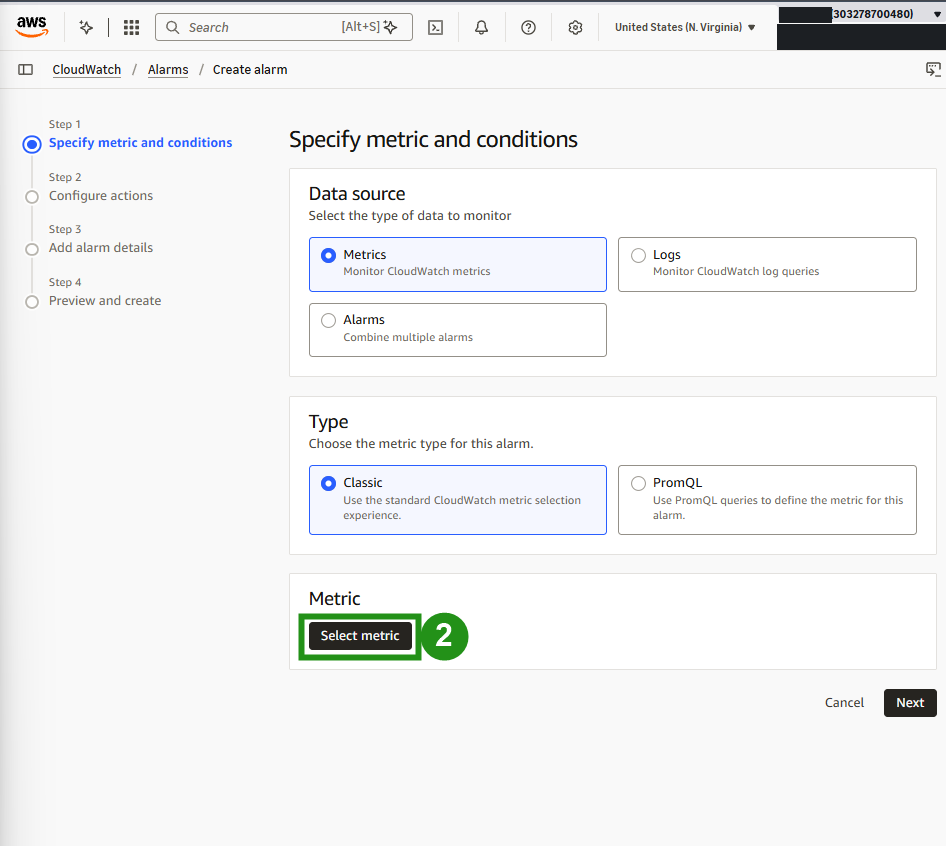 aws
Search [Alt+S]
United States (N. Virginia)
(303278700480)
CloudWatch / Alarms / Create alarm
Step 1
Specify metric and conditions
Step 2
Configure actions
Step 3
Add alarm details
Step 4
Preview and create
Specify metric and conditions
Data source
Select the type of data to monitor
Metrics
Monitor CloudWatch metrics
Logs
Monitor CloudWatch log queries
Alarms
Combine multiple alarms
Type
Choose the metric type for this alarm.
Classic
Use the standard CloudWatch metric selection
experience.
PromQL
Use PromQL queries to define the metric for this
alarm.
Metric
Select metric
2
Cancel
Next